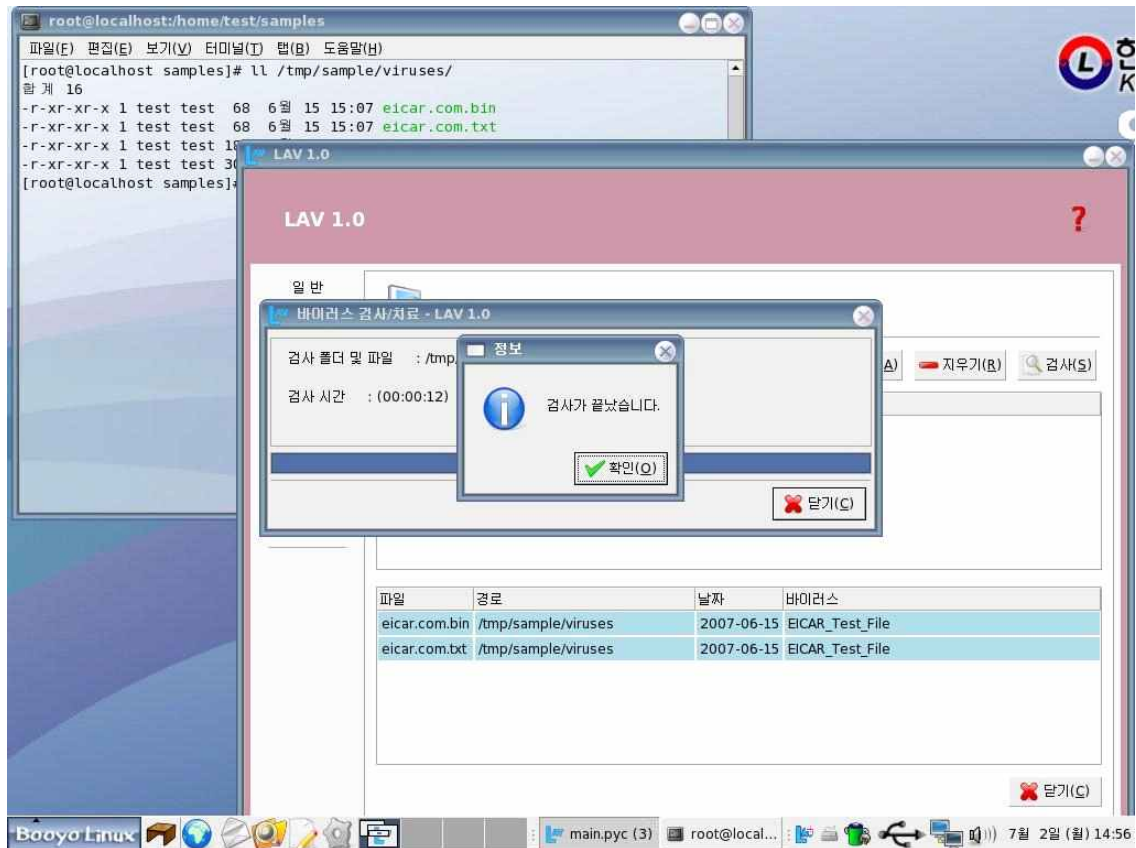 root@localhost:/home/test/samples
파일(F) 편집(E) 보기(V) 터미널(T) 탭(B) 도움말(H)
[root@localhost samples]# ll /tmp/sample/viruses/
합계 16
-r-xr-xr-x 1 test test 68 6월 15 15:07 eicar.com.bin
-r-xr-xr-x 1 test test 68 6월 15 15:07 eicar.com.txt
-r-xr-xr-x 1 test test
-r-xr-xr-x 1 test test
[root@localhost samples]#
LAV 1.0
LAV 1.0
?
일반
바이러스 검사/치료 - LAV 1.0
검사 폴더 및 파일 : /tmp
검사 시간 : (00:00:12)
정보
검사가 끝났습니다.
확인(O)
닫기(C)
A) 지우기(R) 검사(S)
파일 경로 날짜 바이러스
eicar.com.bin /tmp/sample/viruses 2007-06-15 EICAR_Test_File
eicar.com.txt /tmp/sample/viruses 2007-06-15 EICAR_Test_File
닫기(C)
L 한
K
Booyo Linux main.pyc (3) root@local... 7월 2일 (월) 14:56